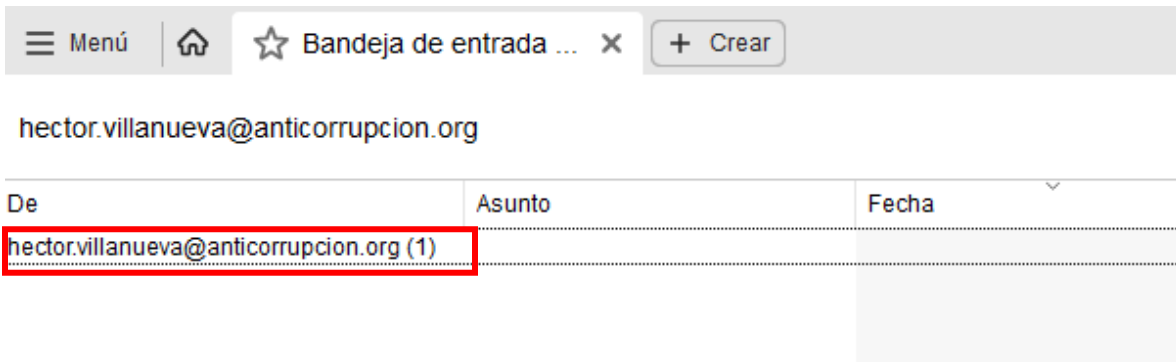 Menú Bandeja de entrada ... + Crear
hector.villanueva@anticorrupcion.org
De Asunto Fecha
hector.villanueva@anticorrupcion.org (1)